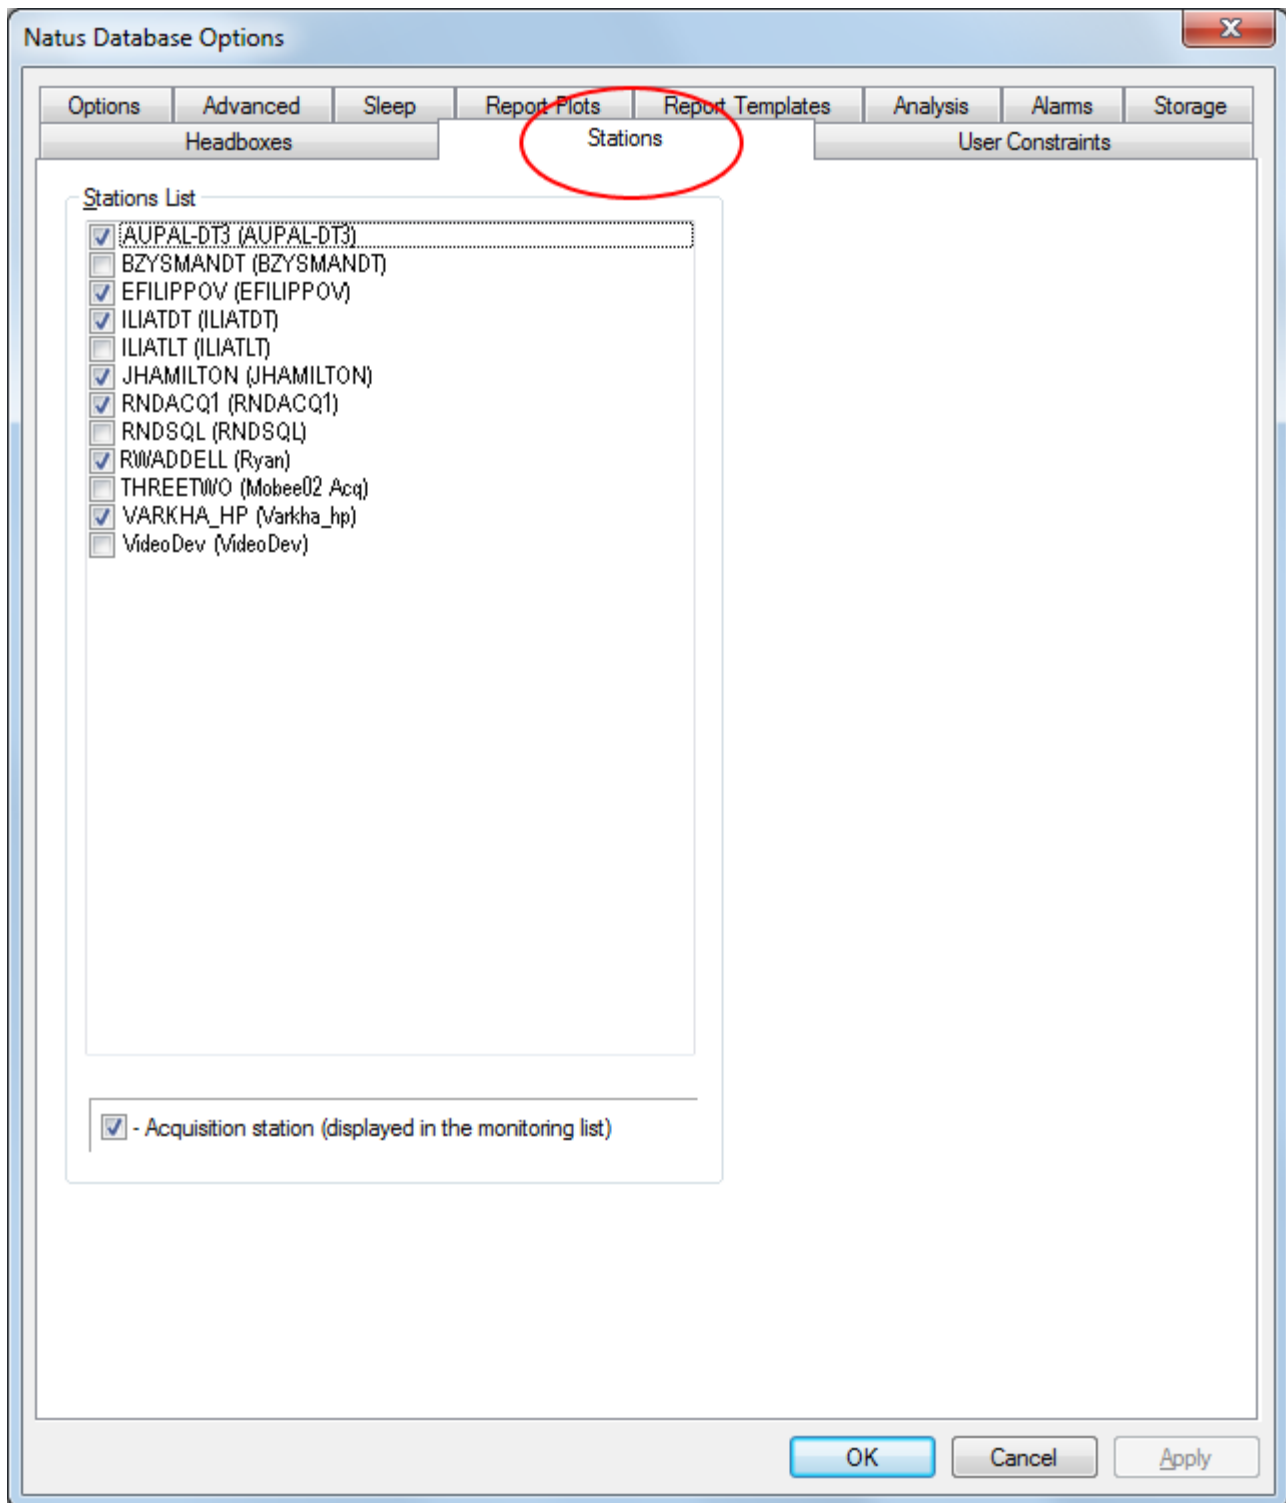 Natus Database Options
Options Advanced Sleep Report Plots Report Templates Analysis Alarms Storage
Headboxes Stations User Constraints
Stations List
AUPAL-DT3 (AUPAL-DT3)
BZYSMANDT (BZYSMANDT)
EFILIPPOV (EFILIPPOV)
ILIATDT (ILIATDT)
ILIATLT (ILIATLT)
JHAMILTON (JHAMILTON)
RNDACQ1 (RNDACQ1)
RNDSQL (RNDSQL)
RWADDELL (Ryan)
THREETWO (Mobee02 Acq)
VARKHA_HP (Varkha_hp)
VideoDev (VideoDev)
- Acquisition station (displayed in the monitoring list)
OK Cancel Apply